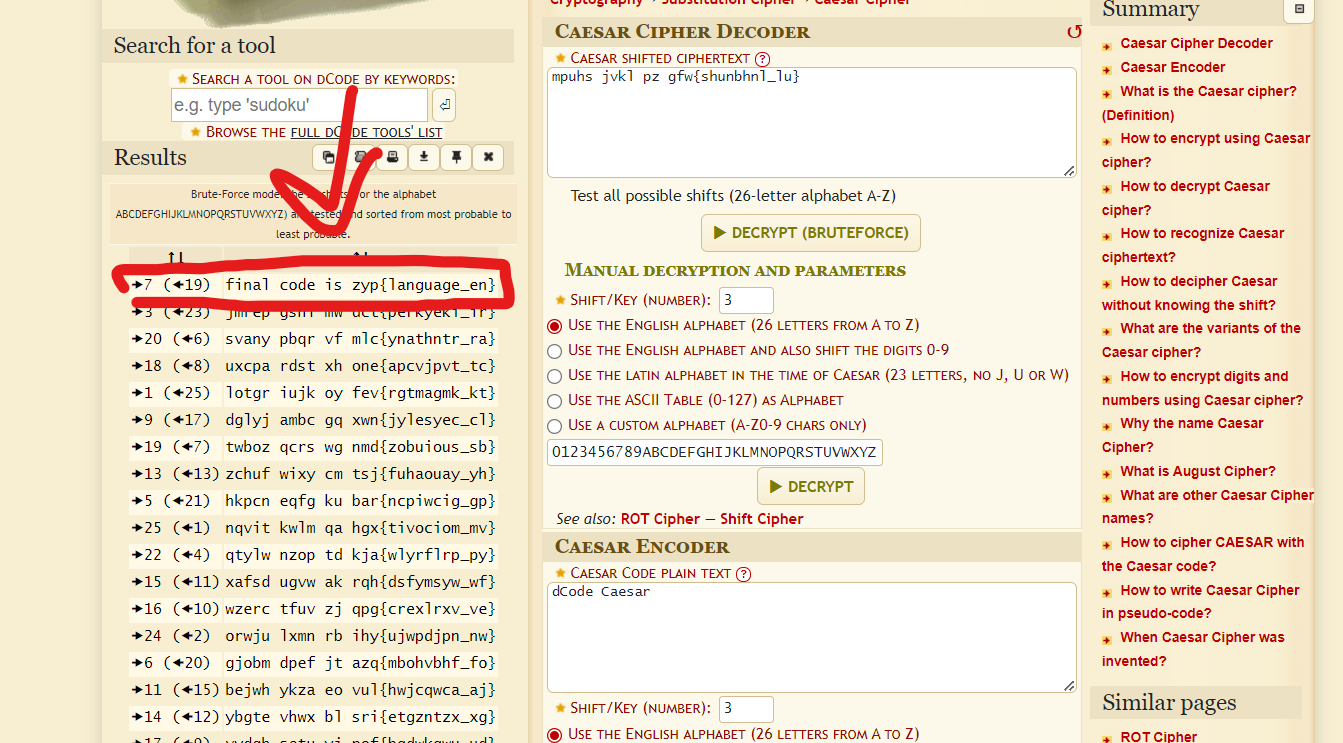 Cryptography › Substitution Cipher › Caesar Cipher
Search for a tool
★ SEARCH A TOOL ON DCODE BY KEYWORDS:
e.g. type 'sudoku'
★ BROWSE THE FULL DCODE TOOLS' LIST
Results
Brute-Force mode:
ABCDEFGHIJKLMNOPQRSTUVWXYZ) are tested and sorted from most probable to
least probable.
↑↓
➔7 (←19) final code is zyp{language_en}
➔3 (←23)
➔20 (←6) svany pbqr vf mlc{ynathntr_ra}
➔18 (←8) uxcpa rdst xh one{apcvjpvt_tc}
➔1 (←25) lotgr iujk oy fev{rgtmagmk_kt}
➔9 (←17) dglyj ambc gq xwn{jylesyec_cl}
➔19 (←7) twboz qcrs wg nmd{zobuious_sb}
➔13 (←13) zchuf wixy cm tsj{fuhaouay_yh}
➔5 (←21) hkpcn eqfg ku bar{ncpiwcig_gp}
➔25 (←1) nqvit kwlm qa hgx{tivociom_mv}
➔22 (←4) qtylw nzop td kja{wlyrflrp_py}
➔15 (←11) xafsd ugvw ak rqh{dsfymsyw_wf}
➔16 (←10) wzerc tfuv zj qpg{crexlrxv_ve}
➔24 (←2) orwju lxmn rb ihy{ujwpdjpn_nw}
➔6 (←20) gjobm dpef jt azq{mbohvbhf_fo}
➔11 (←15) bejwh ykza eo vul{hwjcqwca_aj}
➔14 (←12) ybgte vhwx bl sri{etgzntzx_xg}
CAESAR CIPHER DECODER
★ CAESAR SHIFTED CIPHERTEXT ?
mpuhs jvkl pz gfw{shunbhnl_lu}
Test all possible shifts (26-letter alphabet A-Z)
▶ DECRYPT (BRUTEFORCE)
MANUAL DECRYPTION AND PARAMETERS
★ SHIFT/KEY (NUMBER): 3
USE THE ENGLISH ALPHABET (26 LETTERS FROM A TO Z)
USE THE ENGLISH ALPHABET AND ALSO SHIFT THE DIGITS 0-9
USE THE LATIN ALPHABET IN THE TIME OF CAESAR (23 LETTERS, NO J, U OR W)
USE THE ASCII TABLE (0-127) AS ALPHABET
USE A CUSTOM ALPHABET (A-Z0-9 CHARS ONLY)
0123456789ABCDEFGHIJKLMNOPQRSTUVWXYZ
▶ DECRYPT
See also: ROT Cipher — Shift Cipher
CAESAR ENCODER
★ CAESAR CODE PLAIN TEXT ?
dCode Caesar
★ SHIFT/KEY (NUMBER): 3
USE THE ENGLISH ALPHABET (26 LETTERS FROM A TO Z)
Summary
Caesar Cipher Decoder
Caesar Encoder
What is the Caesar cipher?
(Definition)
How to encrypt using Caesar
cipher?
How to decrypt Caesar
cipher?
How to recognize Caesar
ciphertext?
How to decipher Caesar
without knowing the shift?
What are the variants of the
Caesar cipher?
How to encrypt digits and
numbers using Caesar cipher?
Why the name Caesar
Cipher?
What is August Cipher?
What are other Caesar Cipher
names?
How to cipher CAESAR with
the Caesar code?
How to write Caesar Cipher
in pseudo-code?
When Caesar Cipher was
invented?
Similar pages
ROT Cipher